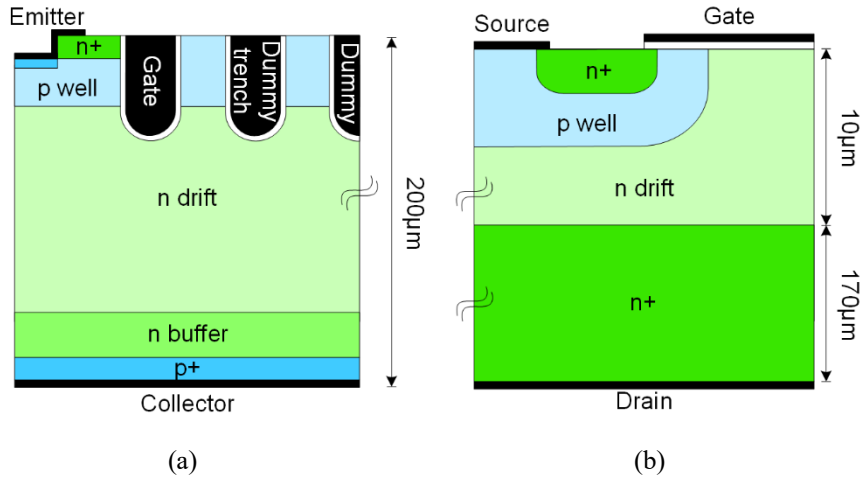 Emitter
n+
p well
Gate
Dummy
trench
Dummy
n drift
200μm
n buffer
p+
Collector
(a)
Source
Gate
n+
p well
n drift
10μm
n+
170μm
Drain
(b)